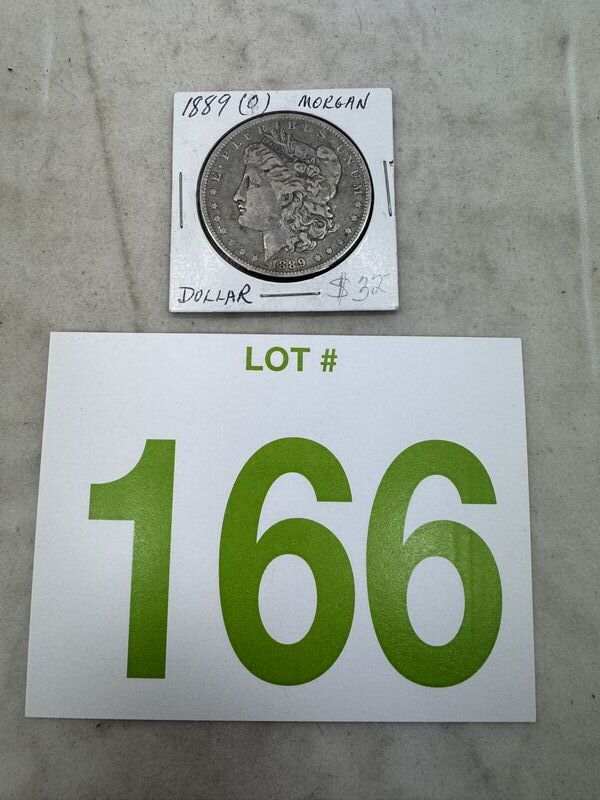 1889 (O) MORGAN
E·PLURIBUS·UNUM
1889
DOLLAR — $32
LOT #
166